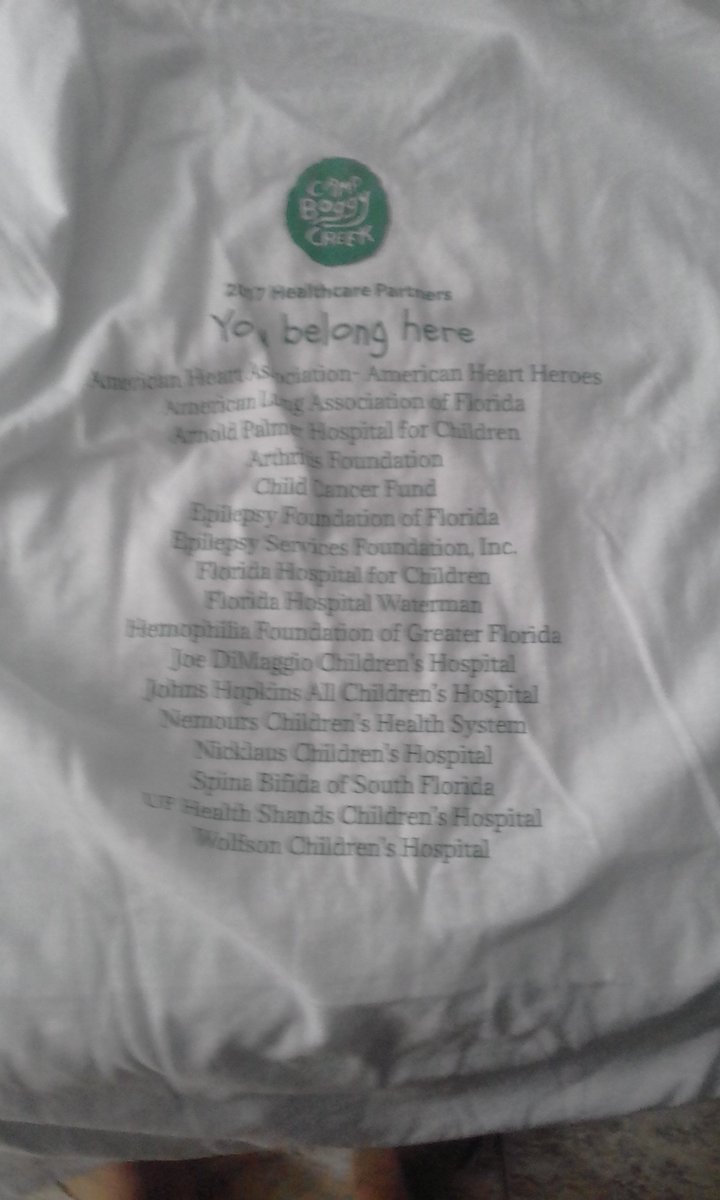 Camp
Boggy
Creek
2017 Healthcare Partners
You belong here
American Heart Association- American Heart Heroes
American Lung Association of Florida
Arnold Palmer Hospital for Children
Arthritis Foundation
Child Cancer Fund
Epilepsy Foundation of Florida
Epilepsy Services Foundation, Inc.
Florida Hospital for Children
Florida Hospital Waterman
Hemophilia Foundation of Greater Florida
Joe DiMaggio Children's Hospital
Johns Hopkins All Children's Hospital
Nemours Children's Health System
Nicklaus Children's Hospital
Spina Bifida of South Florida
UF Health Shands Children's Hospital
Wolfson Children's Hospital